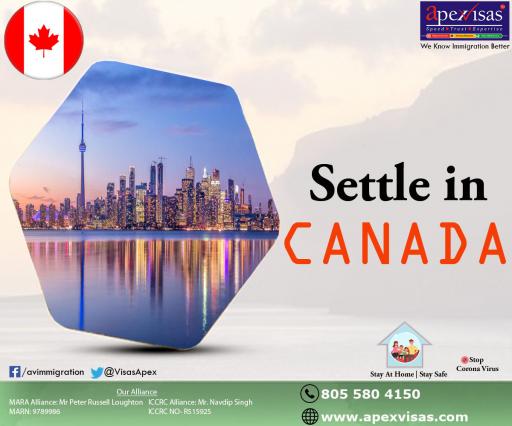 apexvisas
Speed • Trust • Expertise
We Know Immigration Better
Settle in
CANADA
Stay At Home | Stay Safe
Stop
Corona Virus
/avimmigration @VisasApex
Our Alliance
MARA Alliance: Mr Peter Russell Loughton ICCRC Alliance: Mr. Navdip Singh
MARN: 9789986 ICCRC NO- R515925
805 580 4150
www.apexvisas.com